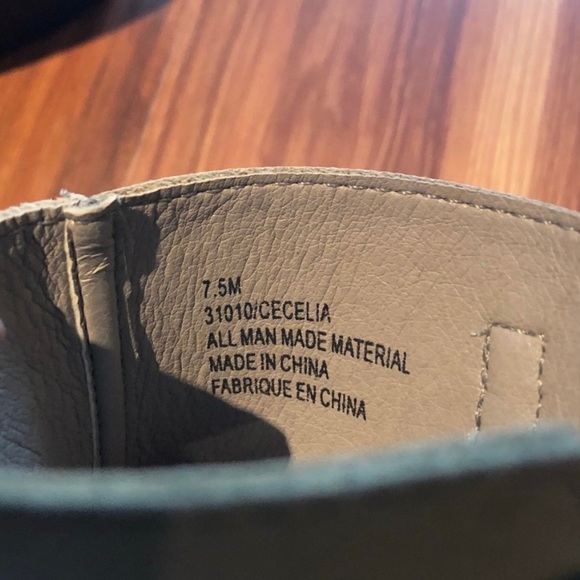 7.5M
31010/CECELIA
ALL MAN MADE MATERIAL
MADE IN CHINA
FABRIQUE EN CHINA